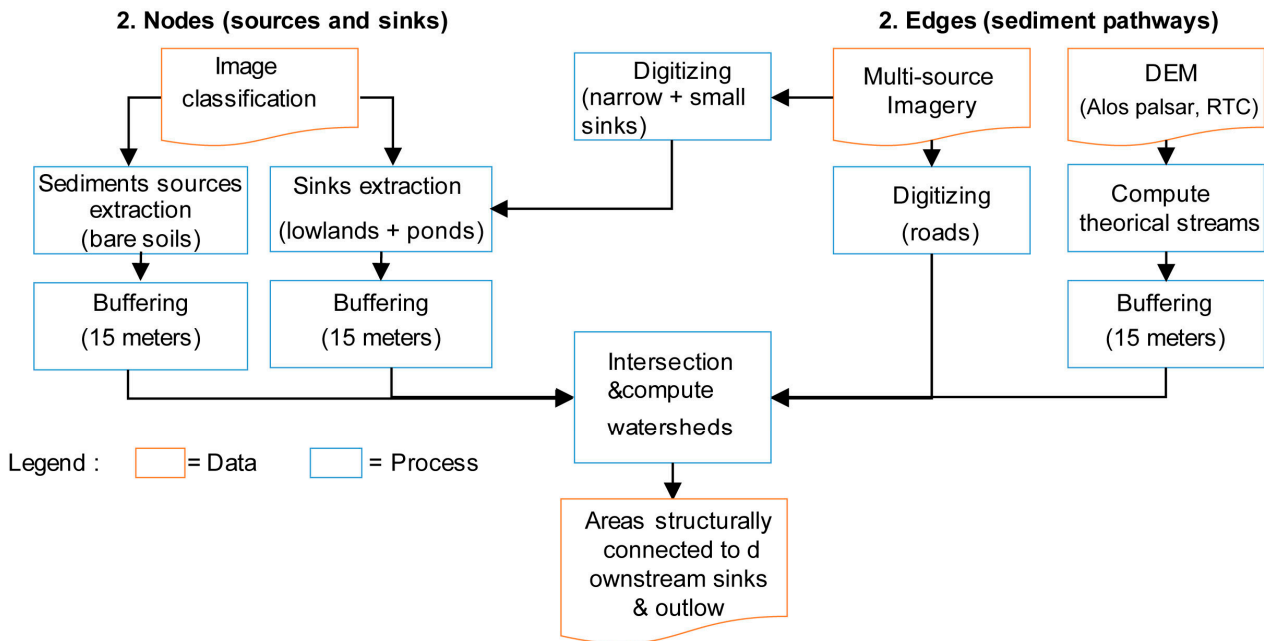 2. Nodes (sources and sinks)
2. Edges (sediment pathways)
Image
classification
Digitizing
(narrow + small
sinks)
Multi-source
Imagery
DEM
(Alos palsar, RTC)
Sediments sources
extraction
(bare soils)
Sinks extraction
(lowlands + ponds)
Digitizing
(roads)
Compute
theorical streams
Buffering
(15 meters)
Buffering
(15 meters)
Buffering
(15 meters)
Intersection
&compute
watersheds
Legend :
= Data
= Process
Areas structurally
connected to d
ownstream sinks
& outlow